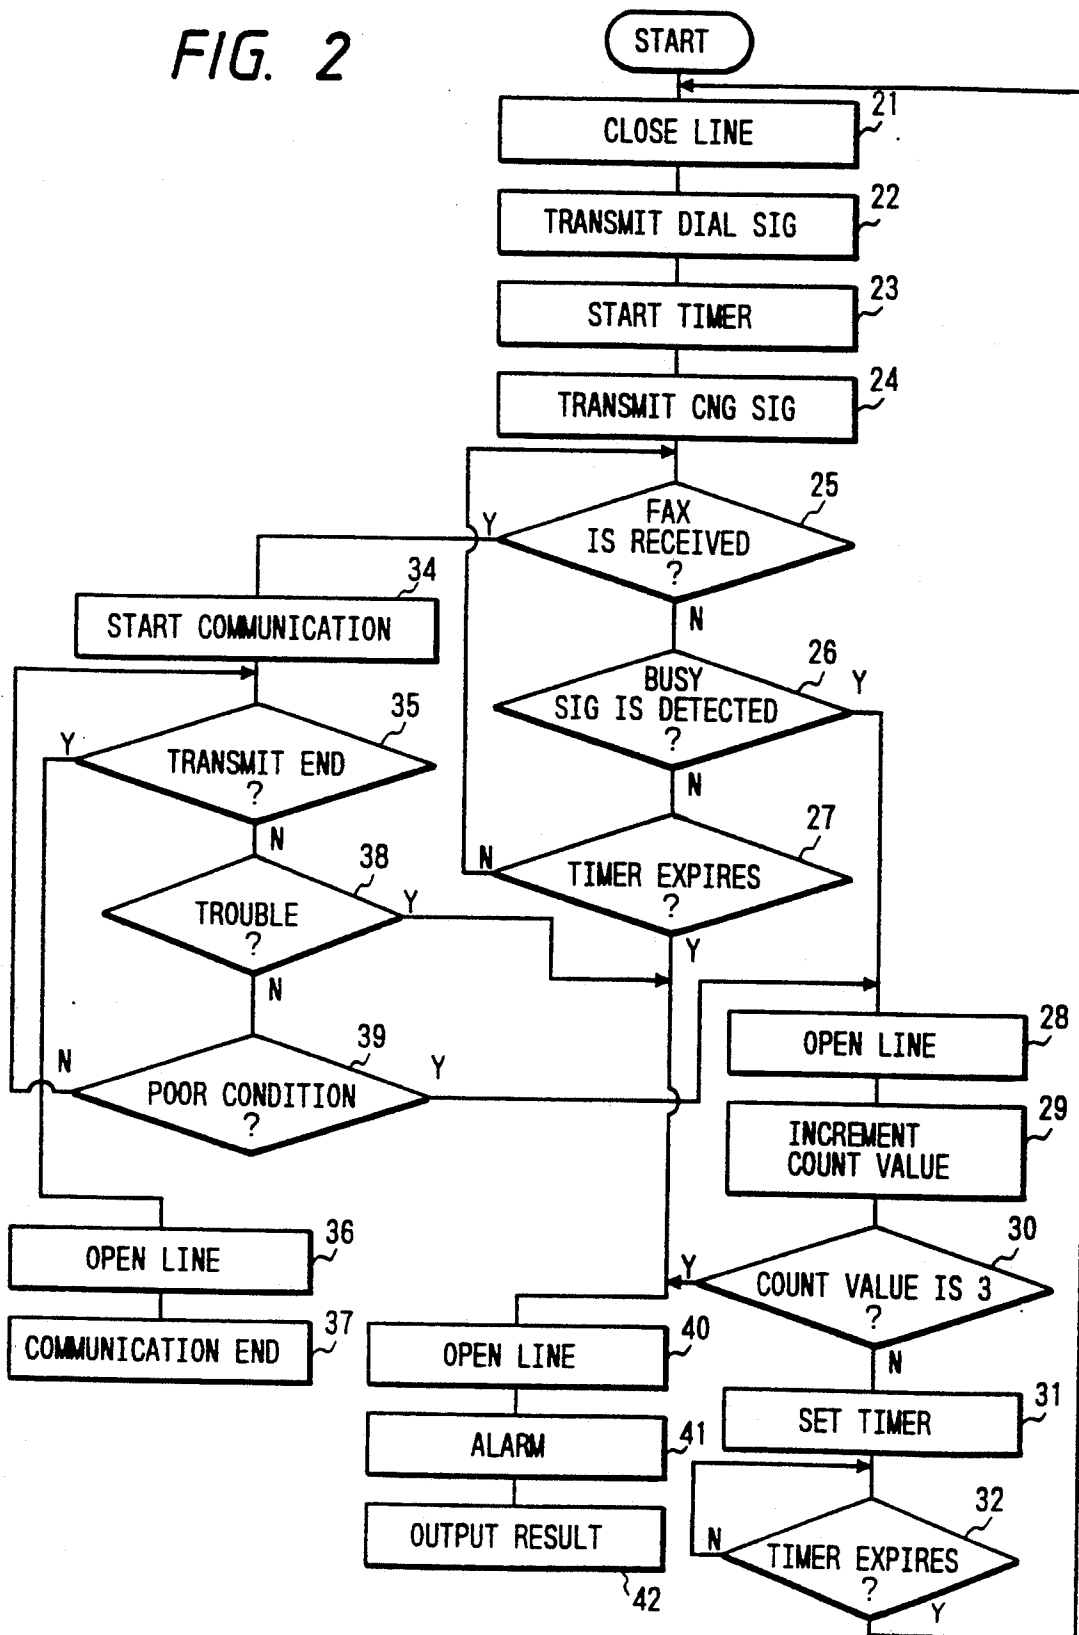 FIG. 2
START
CLOSE LINE
21
TRANSMIT DIAL SIG
22
START TIMER
23
TRANSMIT CNG SIG
24
FAX
IS RECEIVED
?
25
Y
N
START COMMUNICATION
34
BUSY
SIG IS DETECTED
?
26
Y
N
TRANSMIT END
?
35
Y
N
TIMER EXPIRES
?
27
N
Y
TROUBLE
?
38
Y
N
POOR CONDITION
?
39
N
Y
OPEN LINE
28
INCREMENT
COUNT VALUE
29
OPEN LINE
36
COMMUNICATION END
37
COUNT VALUE IS 3
?
30
Y
N
OPEN LINE
40
ALARM
41
OUTPUT RESULT
42
SET TIMER
31
TIMER EXPIRES
?
32
N
Y